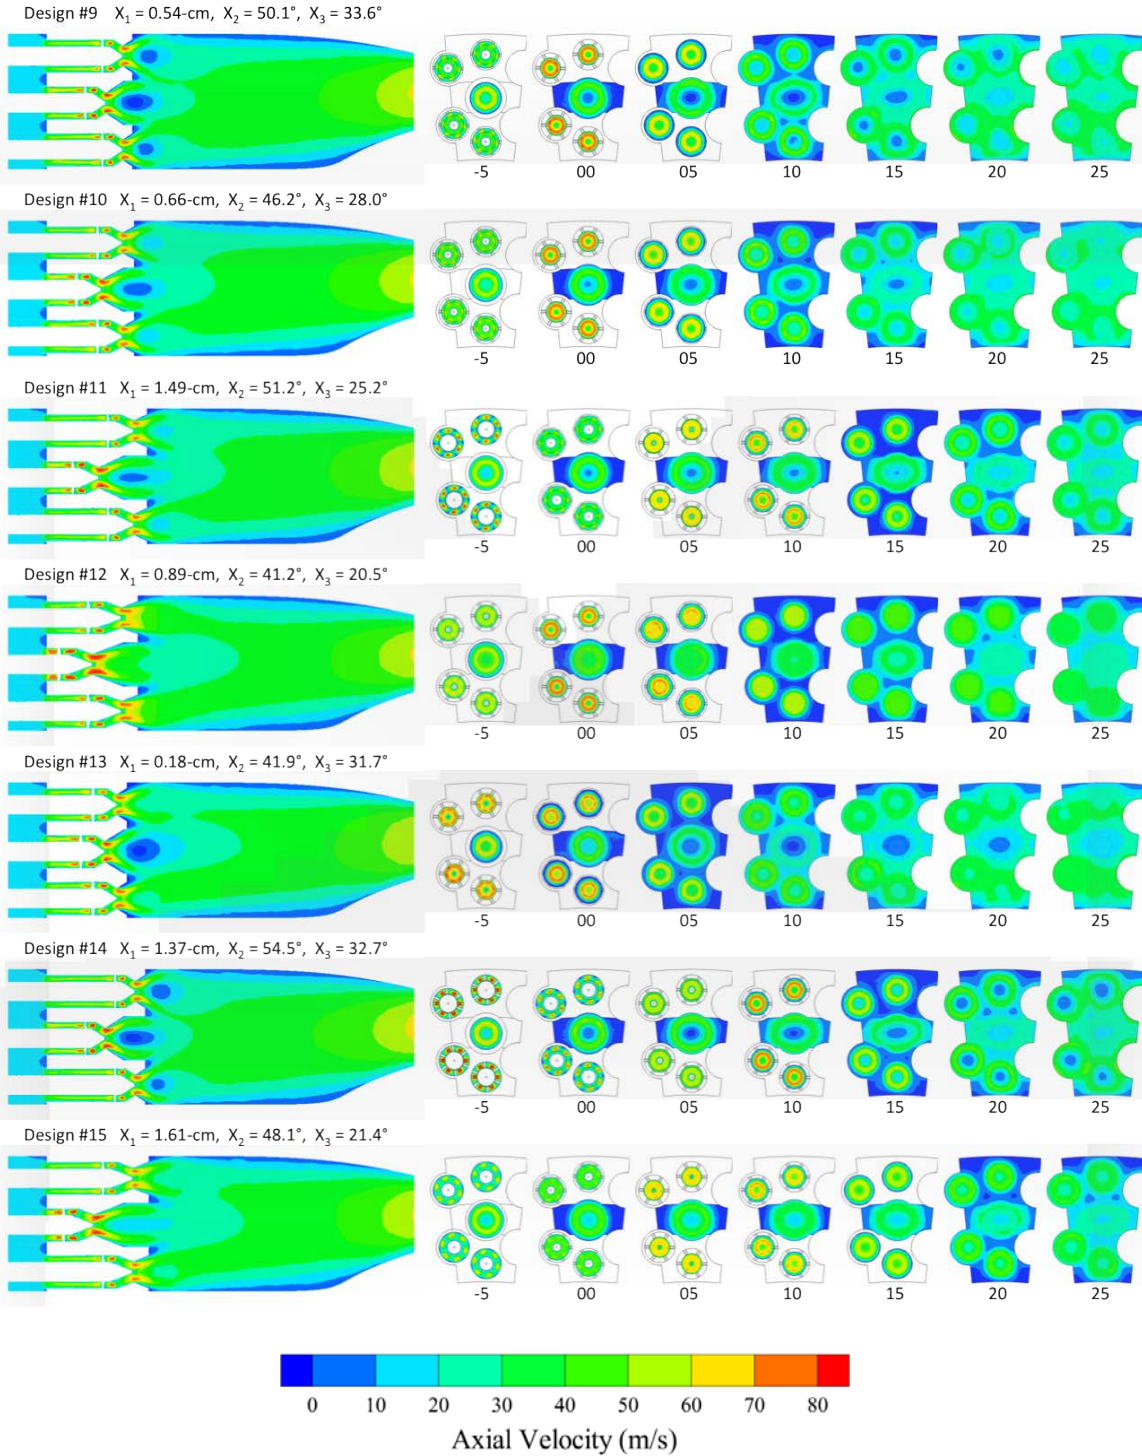 Design #9 X₁ = 0.54-cm, X₂ = 50.1°, X₃ = 33.6°
-5 00 05 10 15 20 25
Design #10 X₁ = 0.66-cm, X₂ = 46.2°, X₃ = 28.0°
-5 00 05 10 15 20 25
Design #11 X₁ = 1.49-cm, X₂ = 51.2°, X₃ = 25.2°
-5 00 05 10 15 20 25
Design #12 X₁ = 0.89-cm, X₂ = 41.2°, X₃ = 20.5°
-5 00 05 10 15 20 25
Design #13 X₁ = 0.18-cm, X₂ = 41.9°, X₃ = 31.7°
-5 00 05 10 15 20 25
Design #14 X₁ = 1.37-cm, X₂ = 54.5°, X₃ = 32.7°
-5 00 05 10 15 20 25
Design #15 X₁ = 1.61-cm, X₂ = 48.1°, X₃ = 21.4°
-5 00 05 10 15 20 25
0 10 20 30 40 50 60 70 80
Axial Velocity (m/s)